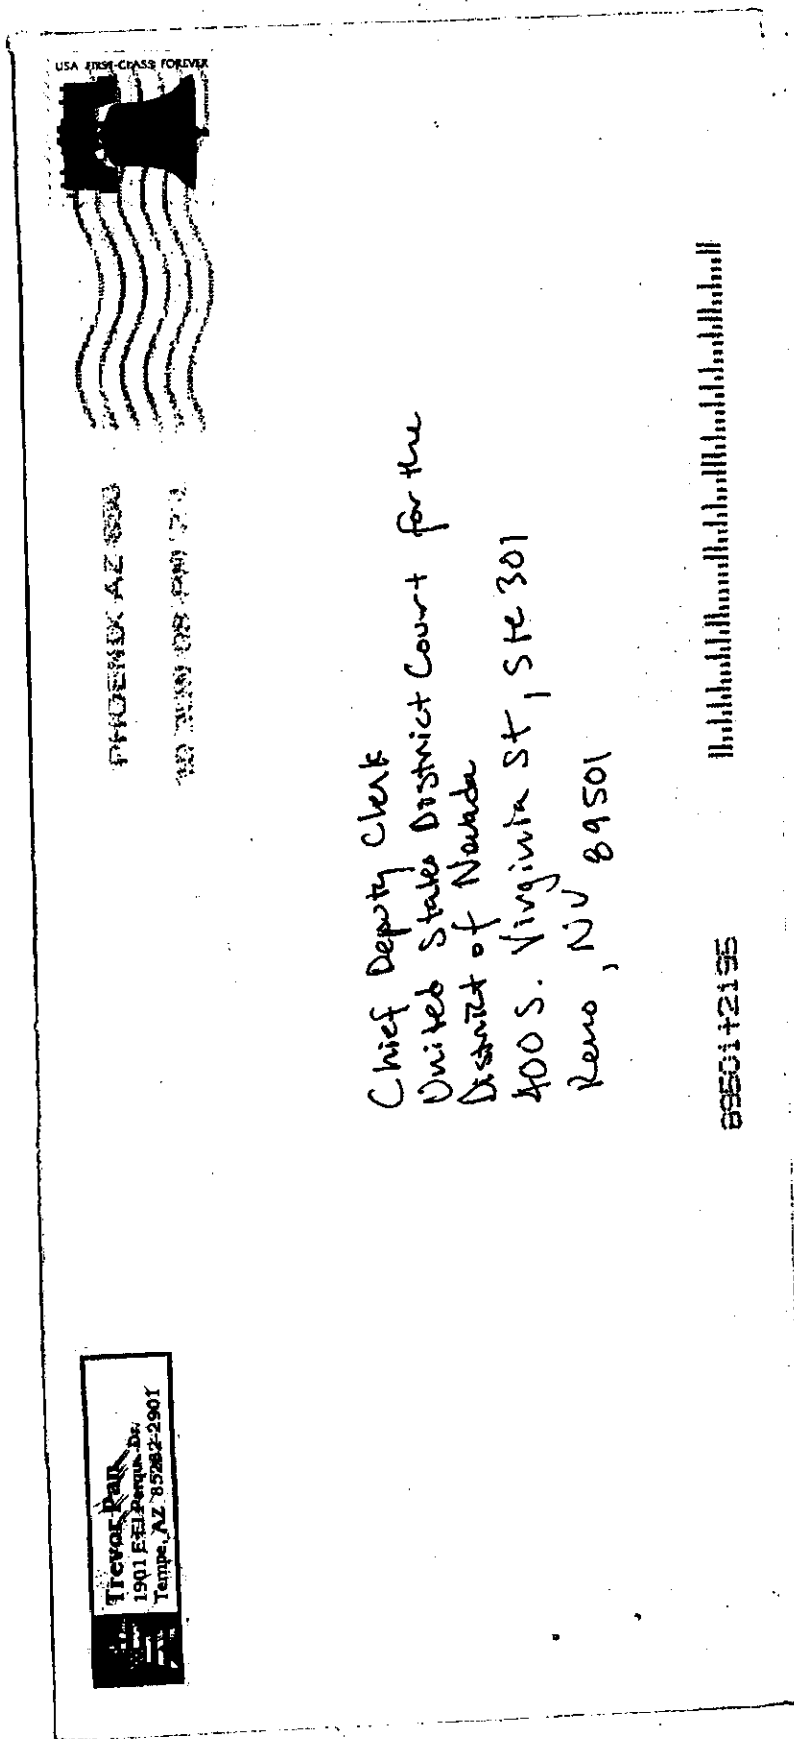 Trevor Pan
1901 E El Parque Dr
Tempe, AZ 85282-2901
USA FIRST-CLASS FOREVER
PHOENIX AZ
Chief Deputy Clerk
United States District Court for the
District of Nevada
400 S. Virginia St, Ste 301
Reno, NV 89501
89501+2195